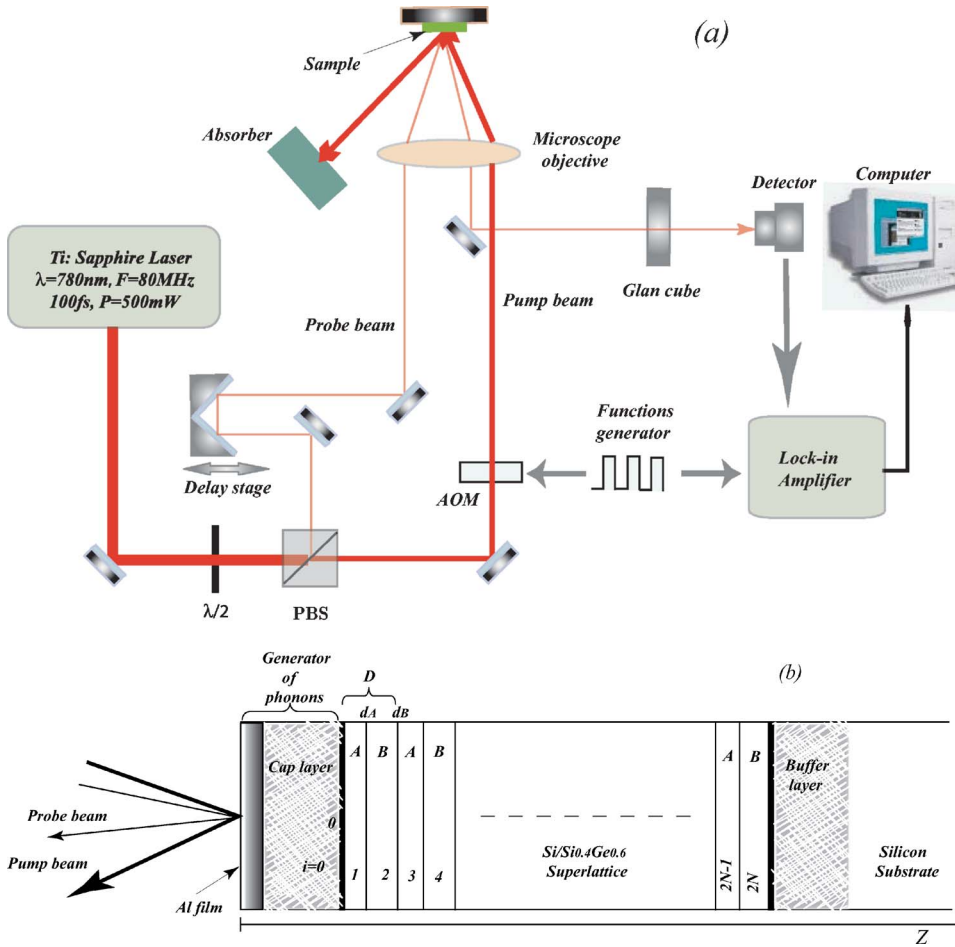 (a)
Sample
Absorber
Microscope
objective
Detector
Computer
Ti: Sapphire Laser
λ=780nm, F=80MHz
100fs, P=500mW
Glan cube
Probe beam
Pump beam
Functions
generator
Lock-in
Amplifier
Delay stage
AOM
λ/2
PBS
(b)
Generator
of
phonons
D
dA
dB
A
B
A
B
A
B
Cap layer
Buffer
layer
Probe beam
0
Pump beam
i=0
1
2
3
4
Si/Si0.4Ge0.6
Superlattice
2N-1
2N
Silicon
Substrate
Al film
Z